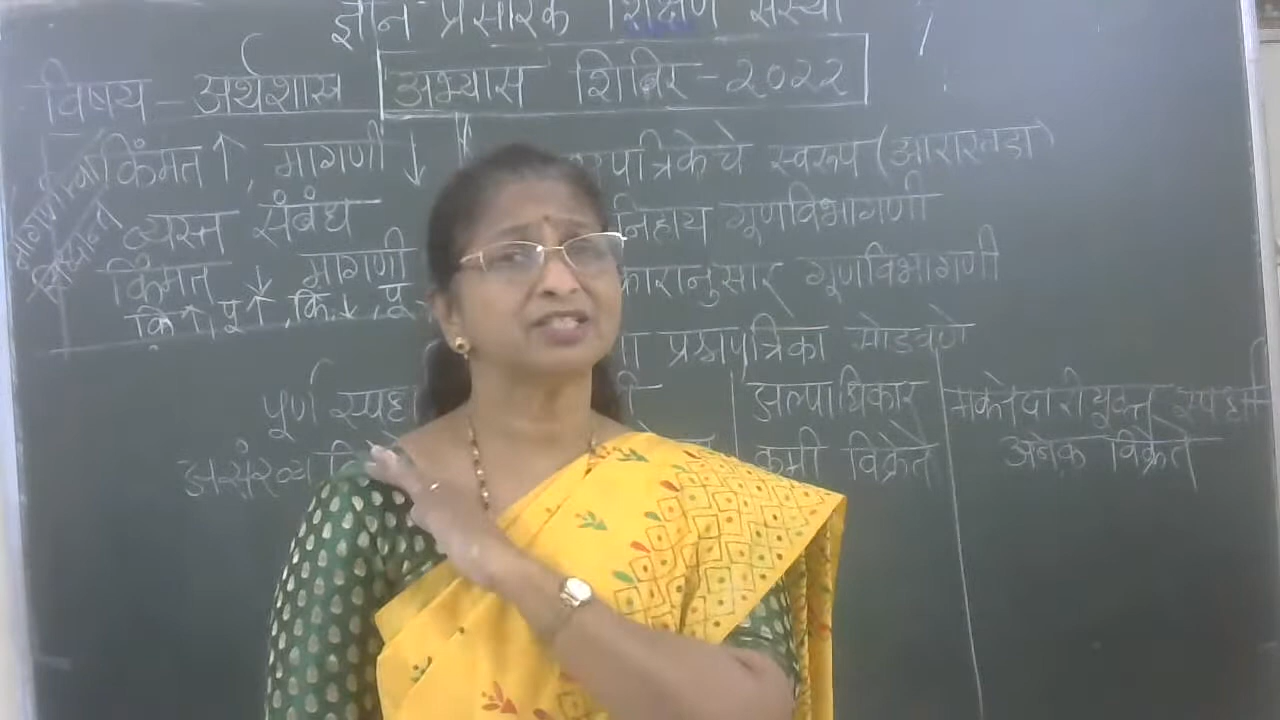 ज्ञान प्रसारक शिक्षण संस्था
विषय - अर्थशास्त्र
अभ्यास शिबिर - २०२२
किंमत ↑, मागणी ↓
व्यस्त संबंध
किंमत ↓ मागणी
किं ↑, पु ↑, किं. ↓, पु
पत्रिकेचे स्वरूप (आराखडा)
निहाय गुणविभागणी
कारानुसार गुणविभागणी
प्रश्नपत्रिका सोडवणे
पूर्ण स्पर्धा
अल्पाधिकार
मक्तेदारीयुक्त स्पर्धा
असंख्य वि
कमी विक्रेते
अनेक विक्रेते